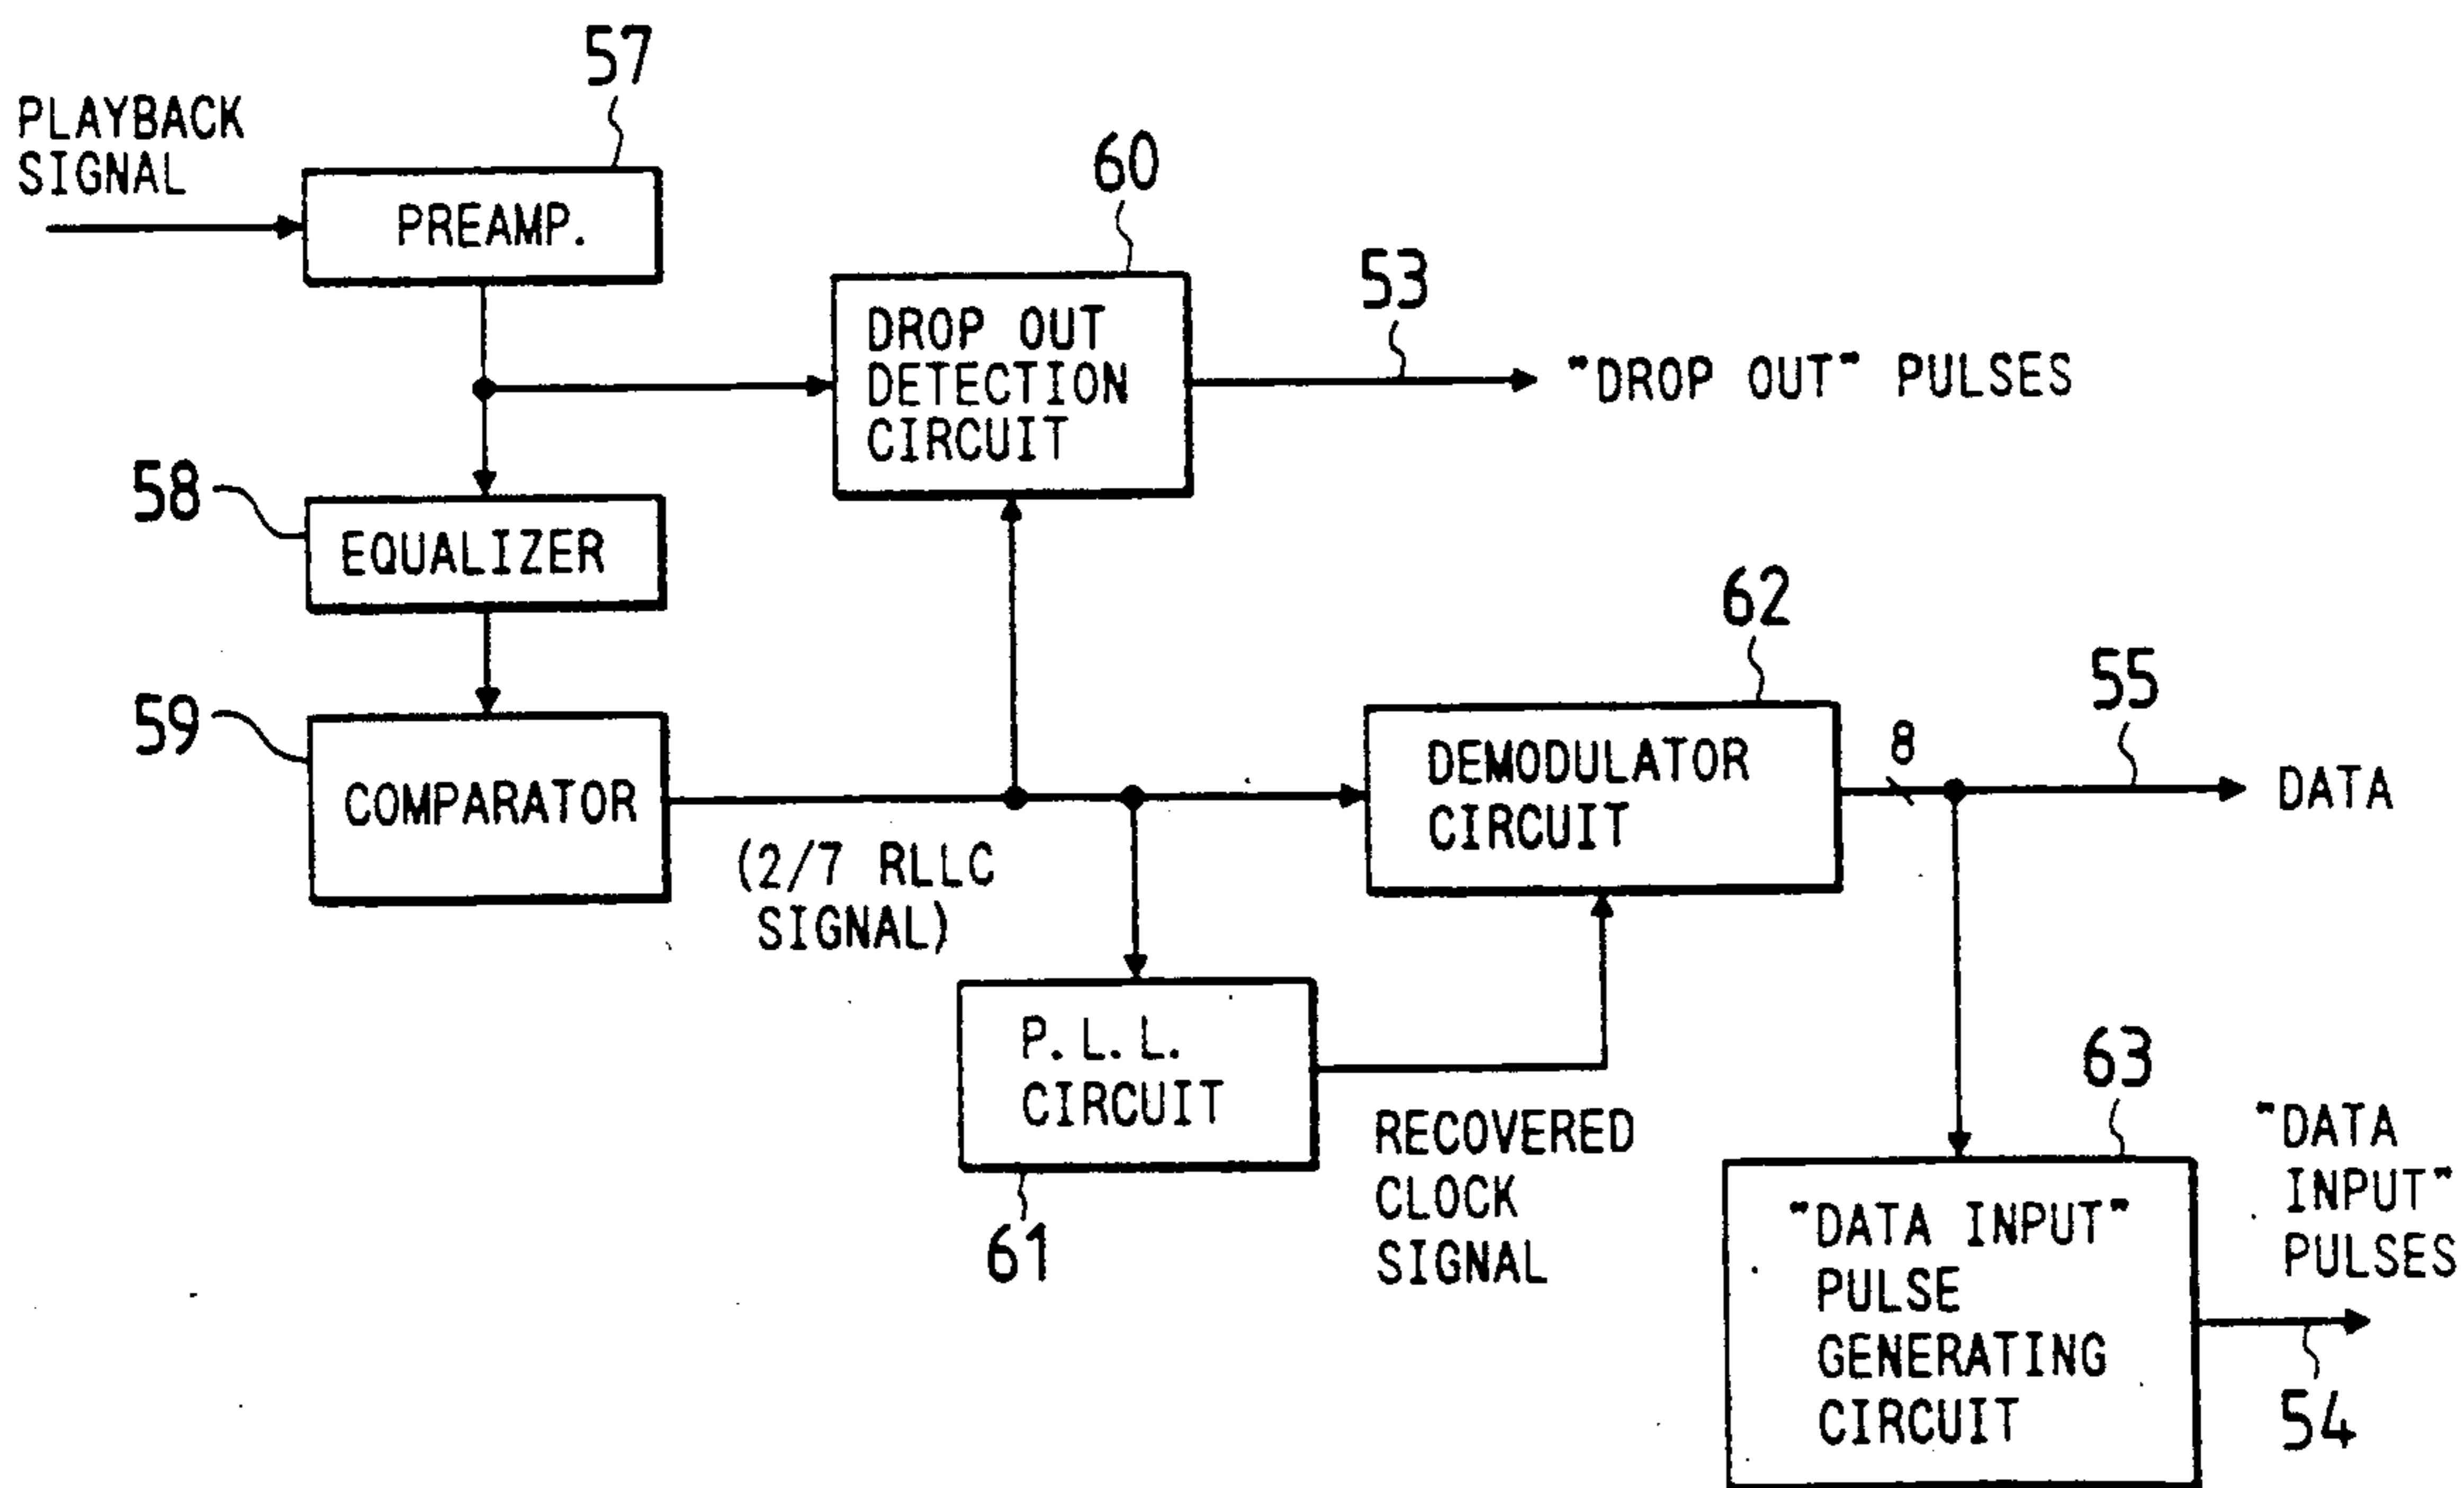 57
PLAYBACK
SIGNAL
PREAMP.
60
DROP OUT
DETECTION
CIRCUIT
53
"DROP OUT" PULSES
58
EQUALIZER
59
COMPARATOR
(2/7 RLLC
SIGNAL)
62
DEMODULATOR
CIRCUIT
8
55
DATA
P.L.L.
CIRCUIT
61
RECOVERED
CLOCK
SIGNAL
63
"DATA INPUT"
PULSE
GENERATING
CIRCUIT
"DATA
INPUT"
PULSES
54